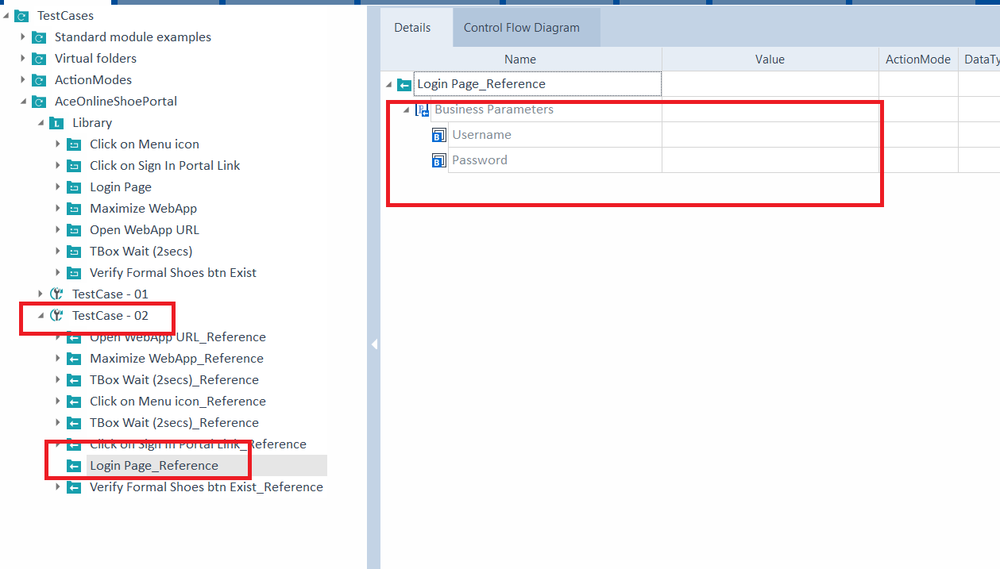 TestCases
Standard module examples
Virtual folders
ActionModes
AceOnlineShoePortal
Library
Click on Menu icon
Click on Sign In Portal Link
Login Page
Maximize WebApp
Open WebApp URL
TBox Wait (2secs)
Verify Formal Shoes btn Exist
TestCase - 01
TestCase - 02
Open WebApp URL_Reference
Maximize WebApp_Reference
TBox Wait (2secs)_Reference
Click on Menu icon_Reference
TBox Wait (2secs)_Reference
Click on Sign In Portal Link_Reference
Login Page_Reference
Verify Formal Shoes btn Exist_Reference
Details Control Flow Diagram
Name Value ActionMode DataTy
Login Page_Reference
Business Parameters
Username
Password